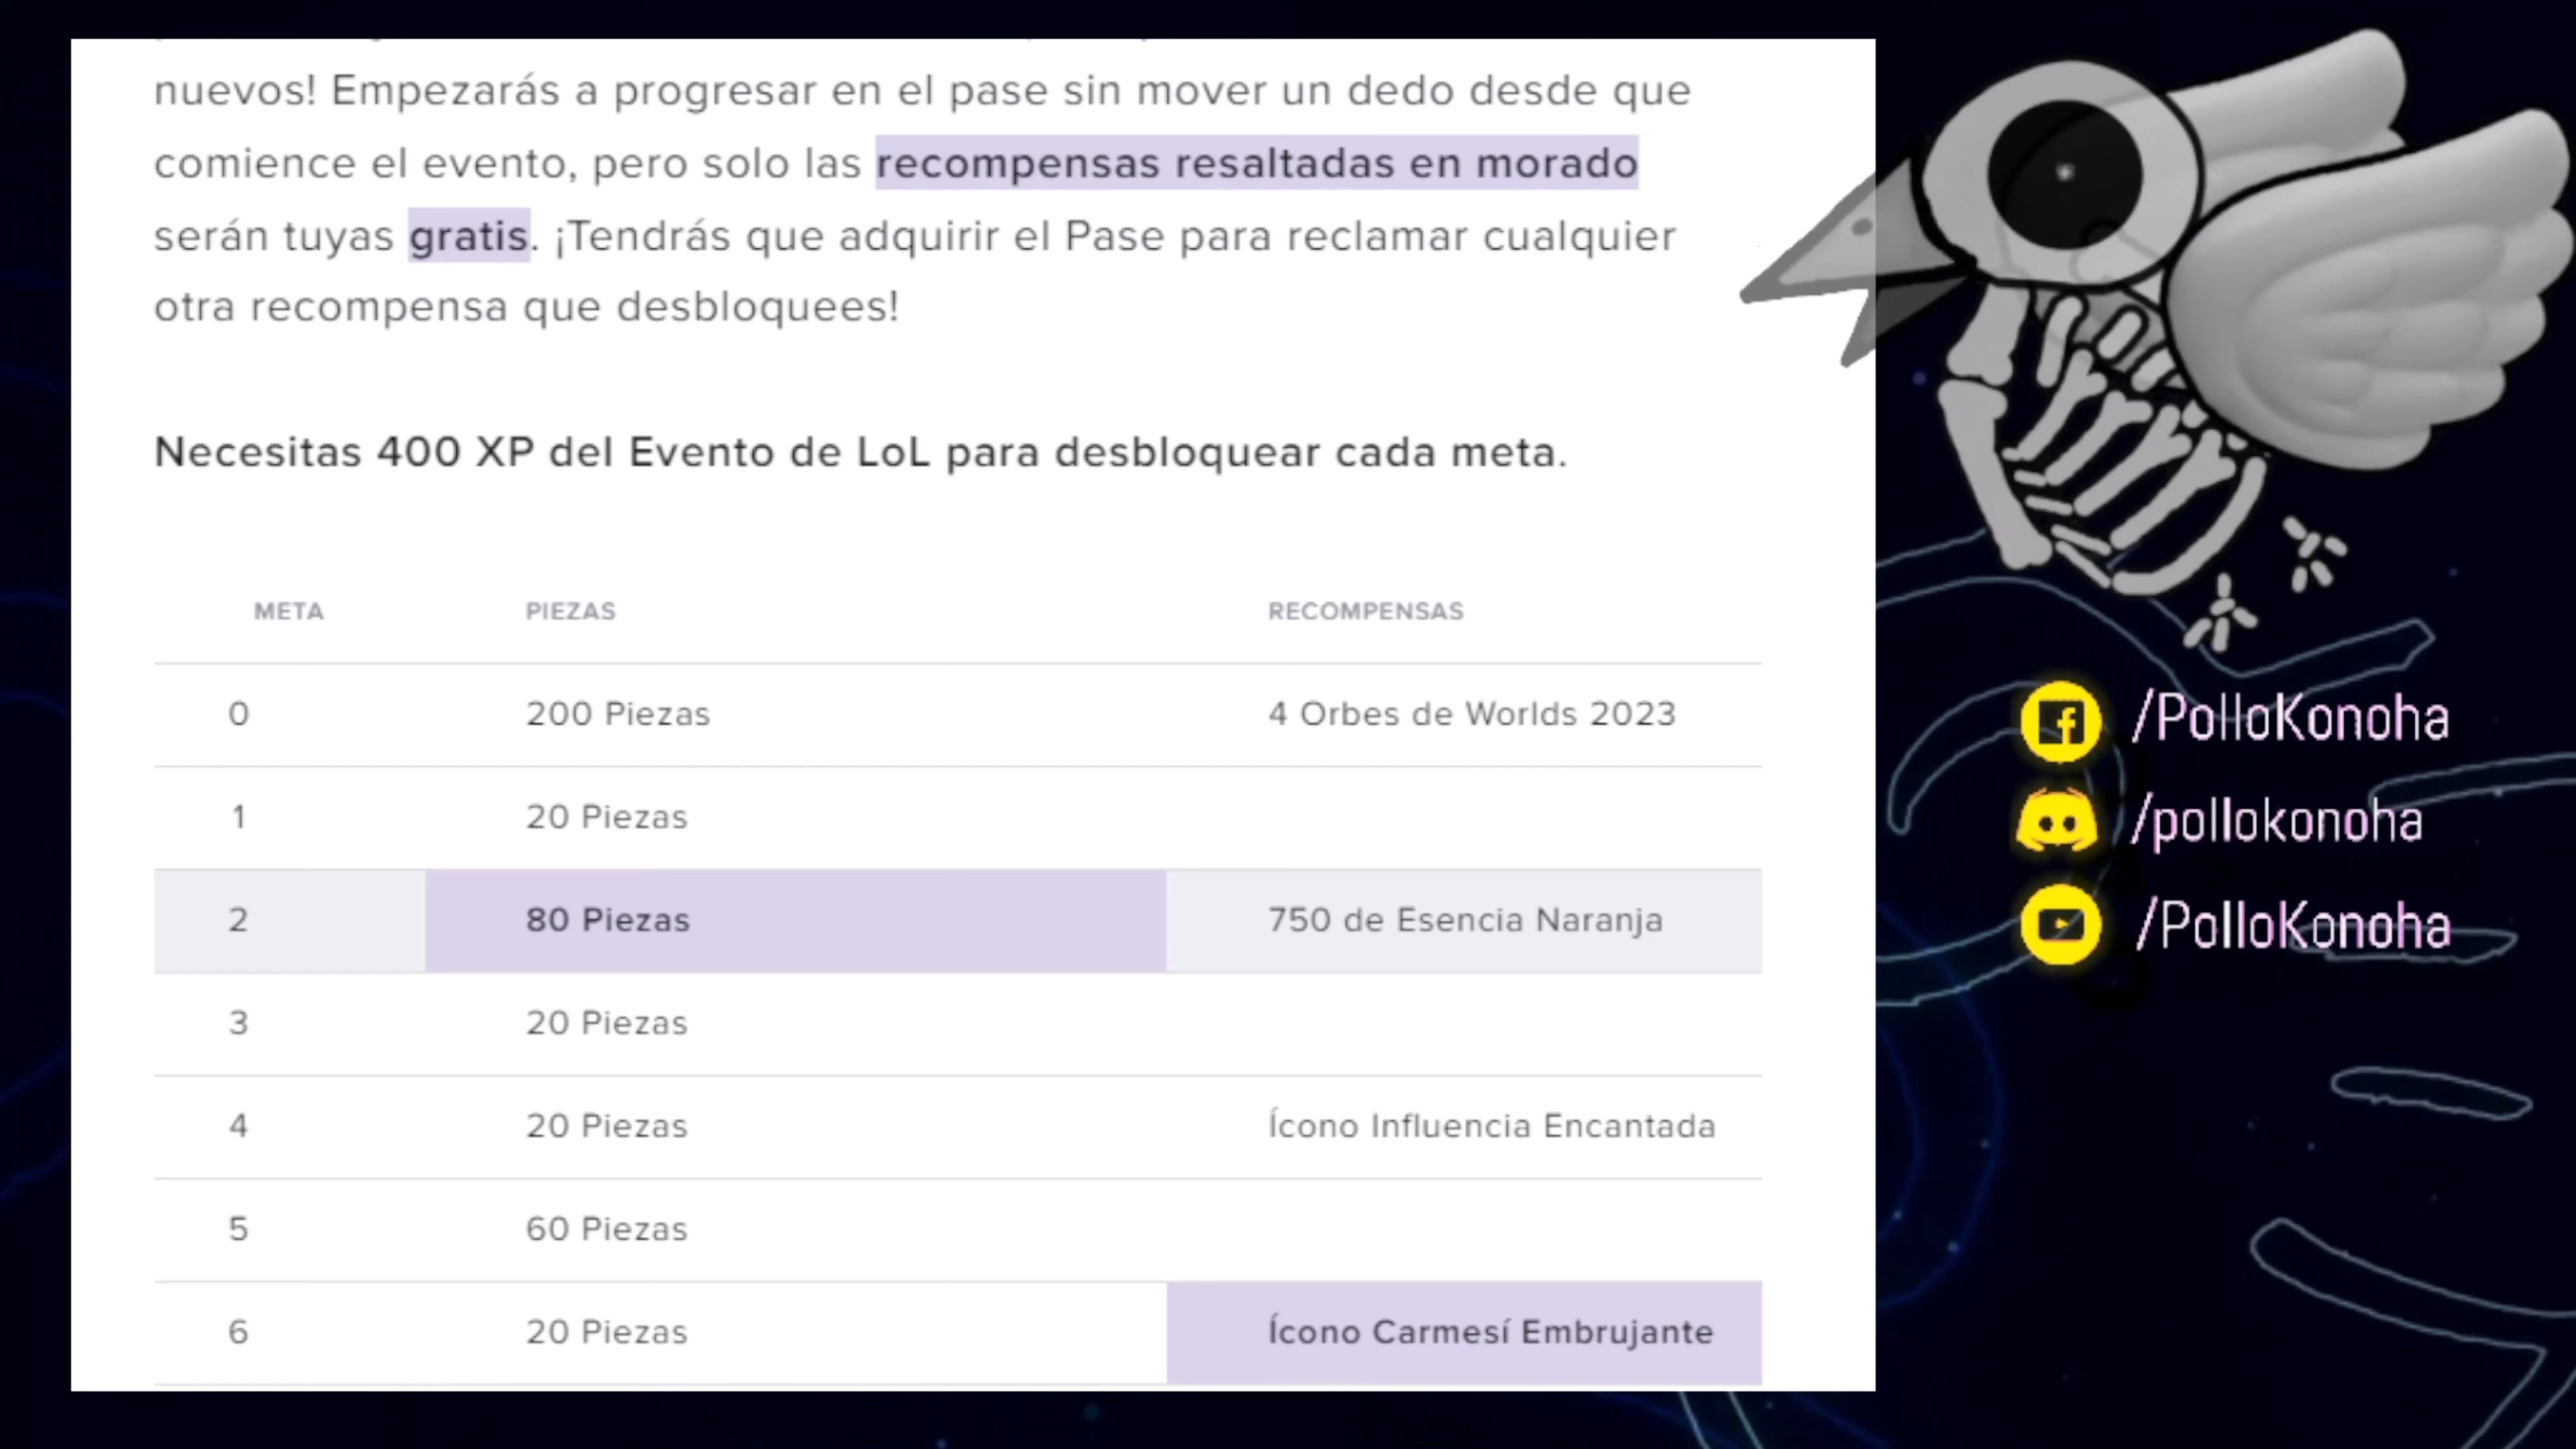 nuevos! Empezarás a progresar en el pase sin mover un dedo desde que
comience el evento, pero solo las recompensas resaltadas en morado
serán tuyas gratis. ¡Tendrás que adquirir el Pase para reclamar cualquier
otra recompensa que desbloquees!
Necesitas 400 XP del Evento de LoL para desbloquear cada meta.
META PIEZAS RECOMPENSAS
0 200 Piezas 4 Orbes de Worlds 2023
1 20 Piezas
2 80 Piezas 750 de Esencia Naranja
3 20 Piezas
4 20 Piezas Ícono Influencia Encantada
5 60 Piezas
6 20 Piezas Ícono Carmesí Embrujante
/PolloKonoha
/pollokonoha
/PolloKonoha